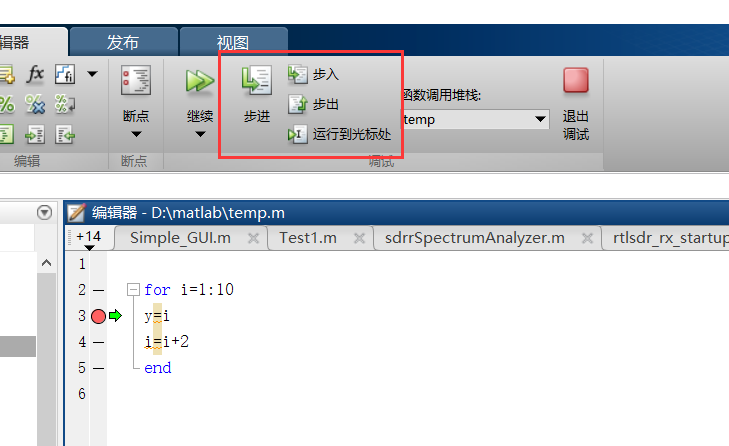 辑器 发布 视图
fx fi
步入
步出
运行到光标处
断点 继续 步进
函数调用堆栈:
temp
退出
调试
编辑 断点 调试
编辑器 - D:\matlab\temp.m
+14 Simple_GUI.m Test1.m sdrrSpectrumAnalyzer.m rtlsdr_rx_startup
1
2 for i=1:10
3 y=i
4 i=i+2
5 end
6